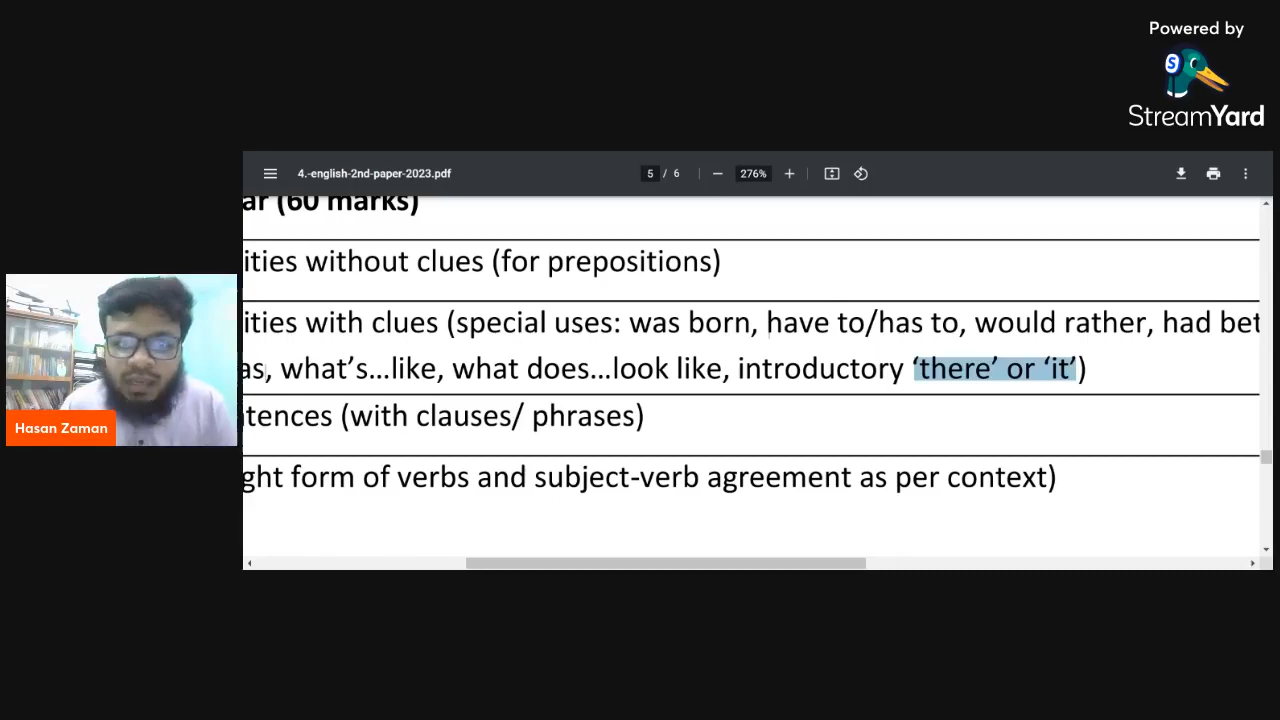 Powered by
StreamYard
4.-english-2nd-paper-2023.pdf
5 / 6
276%
ar (60 marks)
ities without clues (for prepositions)
ities with clues (special uses: was born, have to/has to, would rather, had bet
as, what’s…like, what does…look like, introductory ‘there’ or ‘it’)
ntences (with clauses/ phrases)
ght form of verbs and subject-verb agreement as per context)
Hasan Zaman